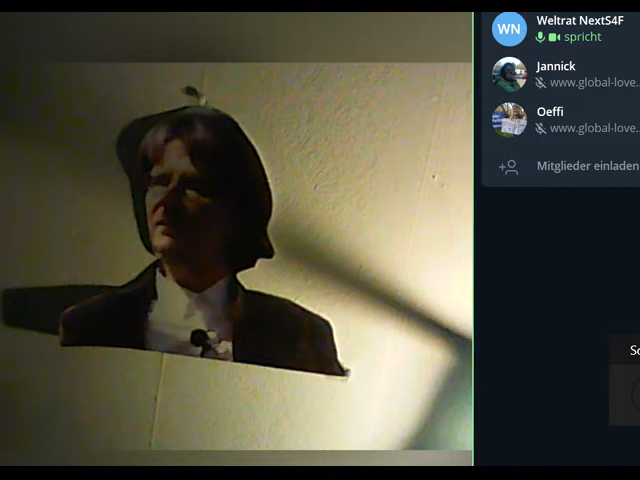 WN
Weltrat NextS4F
spricht
Jannick
www.global-love...
Oeffi
www.global-love...
Mitglieder einladen